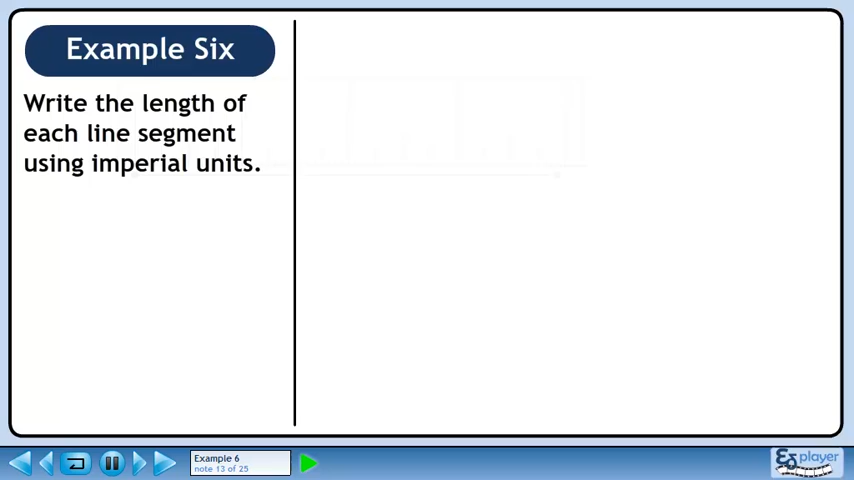 Example Six
Write the length of
each line segment
using imperial units.
Example 6
note 13 of 25
player